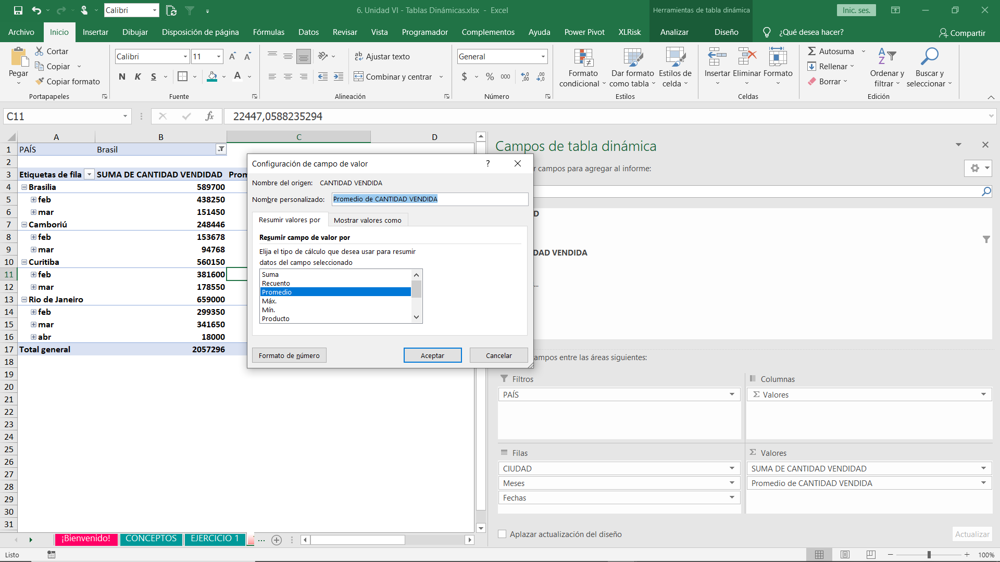 Calibri
6. Unidad VI - Tablas Dinámicas.xlsx - Excel
Herramientas de tabla dinámica
Inic. ses.
Archivo Inicio Insertar Dibujar Disposición de página Fórmulas Datos Revisar Vista Programador Complementos Ayuda Power Pivot XLRisk Analizar Diseño ¿Qué desea hacer? Compartir
Pegar
Cortar
Copiar
Copiar formato
Portapapeles
Calibri 11
N K S
Fuente
Ajustar texto
Combinar y centrar
Alineación
General
$ % 000
Número
Formato condicional
Dar formato como tabla
Estilos de celda
Estilos
Insertar Eliminar Formato
Celdas
Autosuma
Rellenar
Borrar
Ordenar y filtrar
Buscar y seleccionar
Edición
C11
fx
22447,0588235294
A B C D
1 PAÍS Brasil
2
3 Etiquetas de fila SUMA DE CANTIDAD VENDIDAD
4 Brasilia 589700
5 feb 438250
6 mar 151450
7 Camboriú 248446
8 feb 153678
9 mar 94768
10 Curitiba 560150
11 feb 381600
12 mar 178550
13 Rio de Janeiro 659000
14 feb 299350
15 mar 341650
16 abr 18000
17 Total general 2057296
18
19
20
21
22
23
24
25
26
27
28
29
30
31
Configuración de campo de valor ?
Nombre del origen: CANTIDAD VENDIDA
Nombre personalizado: Promedio de CANTIDAD VENDIDA
Resumir valores por Mostrar valores como
Resumir campo de valor por
Elija el tipo de cálculo que desea usar para resumir
datos del campo seleccionado
Suma
Recuento
Promedio
Máx.
Mín.
Producto
Formato de número Aceptar Cancelar
Campos de tabla dinámica
campos para agregar al informe:
D
DAD VENDIDA
...
ampos entre las áreas siguientes:
Filtros
PAÍS
Columnas
Σ Valores
Filas
CIUDAD
Meses
Fechas
Σ Valores
SUMA DE CANTIDAD VENDIDAD
Promedio de CANTIDAD VENDIDA
Aplazar actualización del diseño
Actualizar
¡Bienvenido! CONCEPTOS EJERCICIO 1 ...
Listo
100%